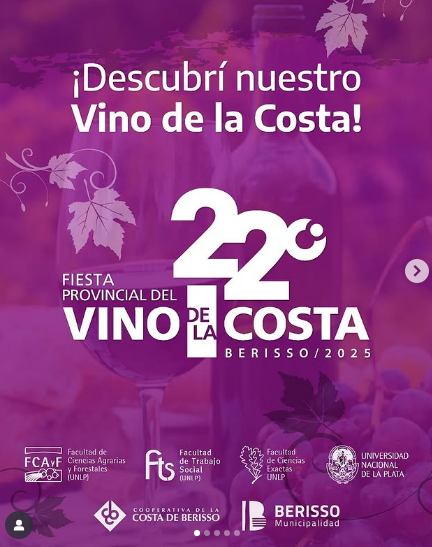 ¡Descubrí nuestro
Vino de la Costa!
22º
FIESTA
PROVINCIAL DEL
VINO DE LA COSTA
BERISSO/2025
FCAyF
Facultad de
Ciencias Agrarias
y Forestales
(UNLP)
fts
Facultad
de Trabajo
Social
(UNLP)
Facultad
de Ciencias
Exactas
UNLP
UNIVERSIDAD
NACIONAL
DE LA PLATA
COOPERATIVA DE LA
COSTA DE BERISSO
BERISSO
Municipalidad